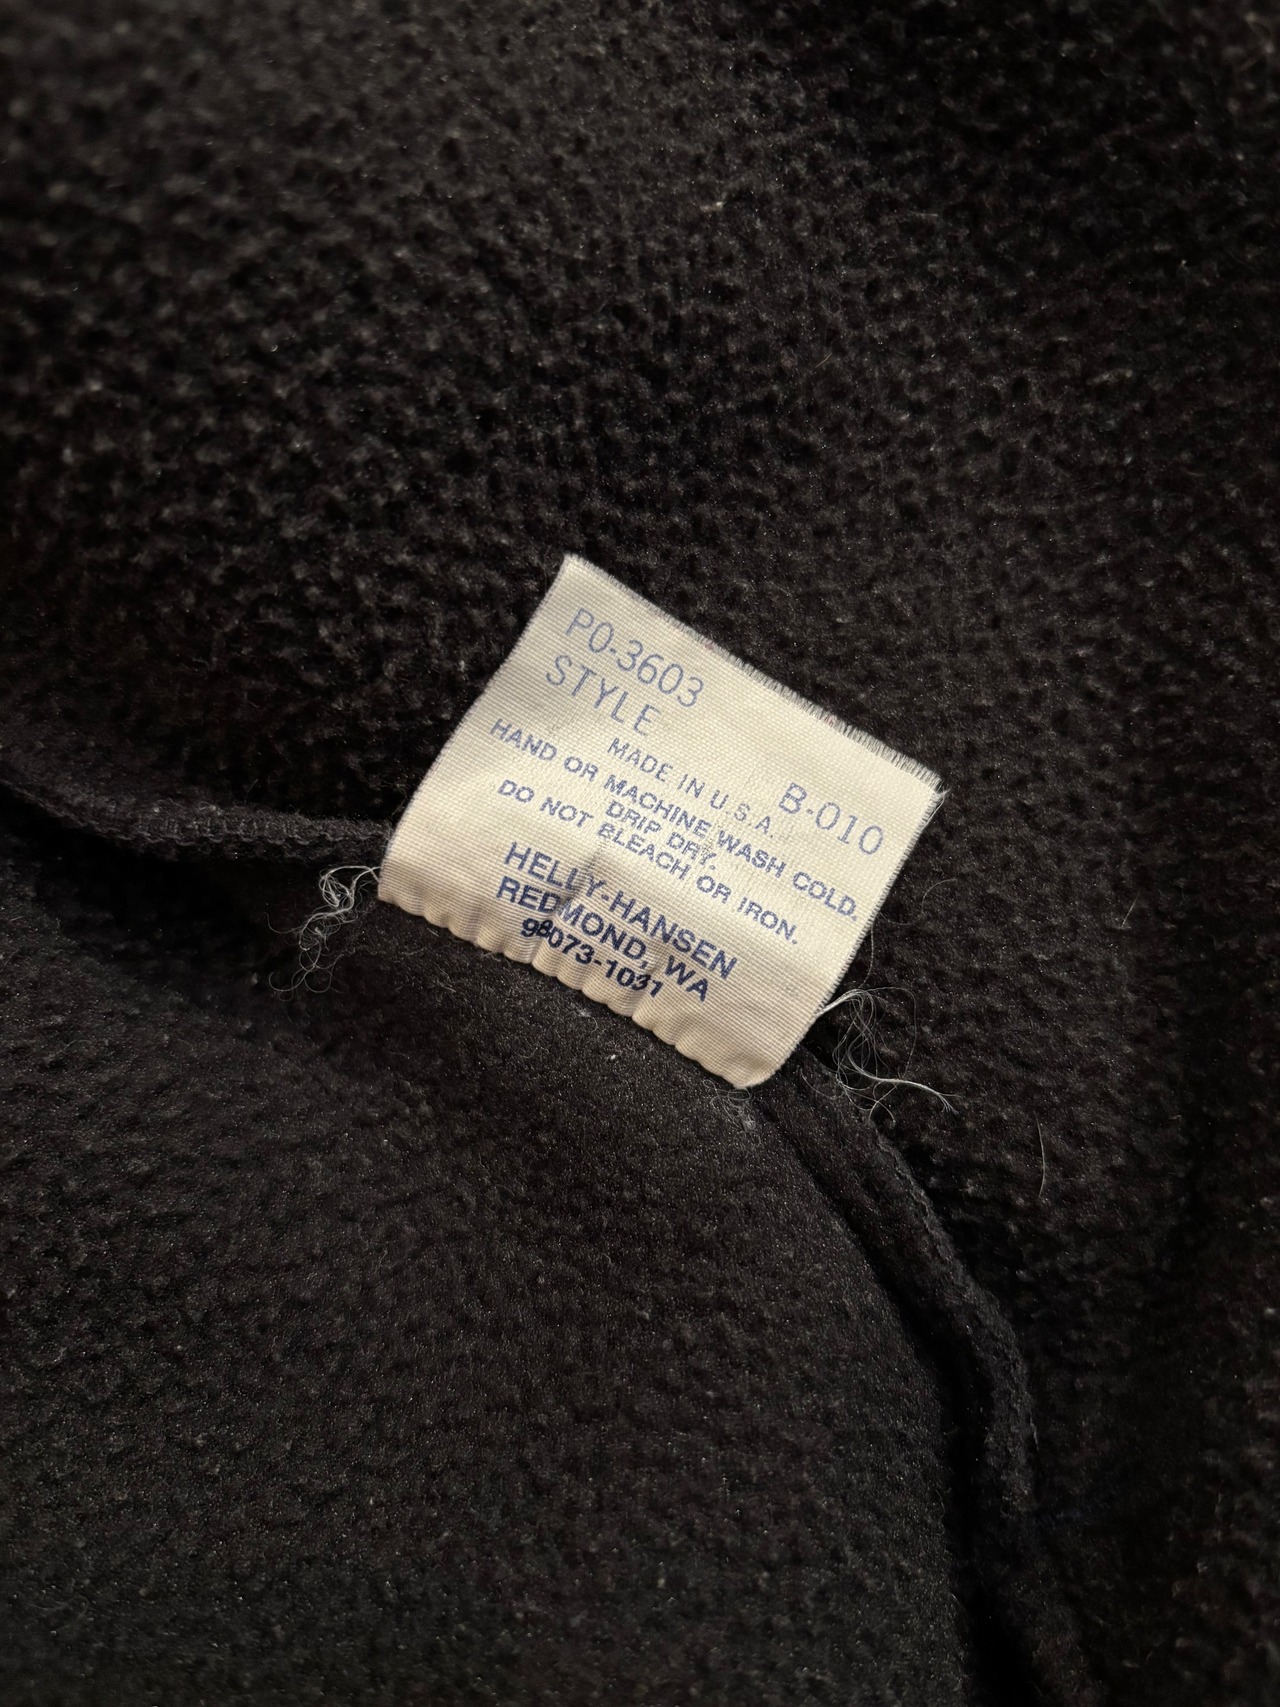 PO-3603
STYLE B-010
MADE IN U.S.A.
HAND OR MACHINE WASH COLD.
DRIP DRY.
DO NOT BLEACH OR IRON.
HELLY-HANSEN
REDMOND, WA
98073-1031